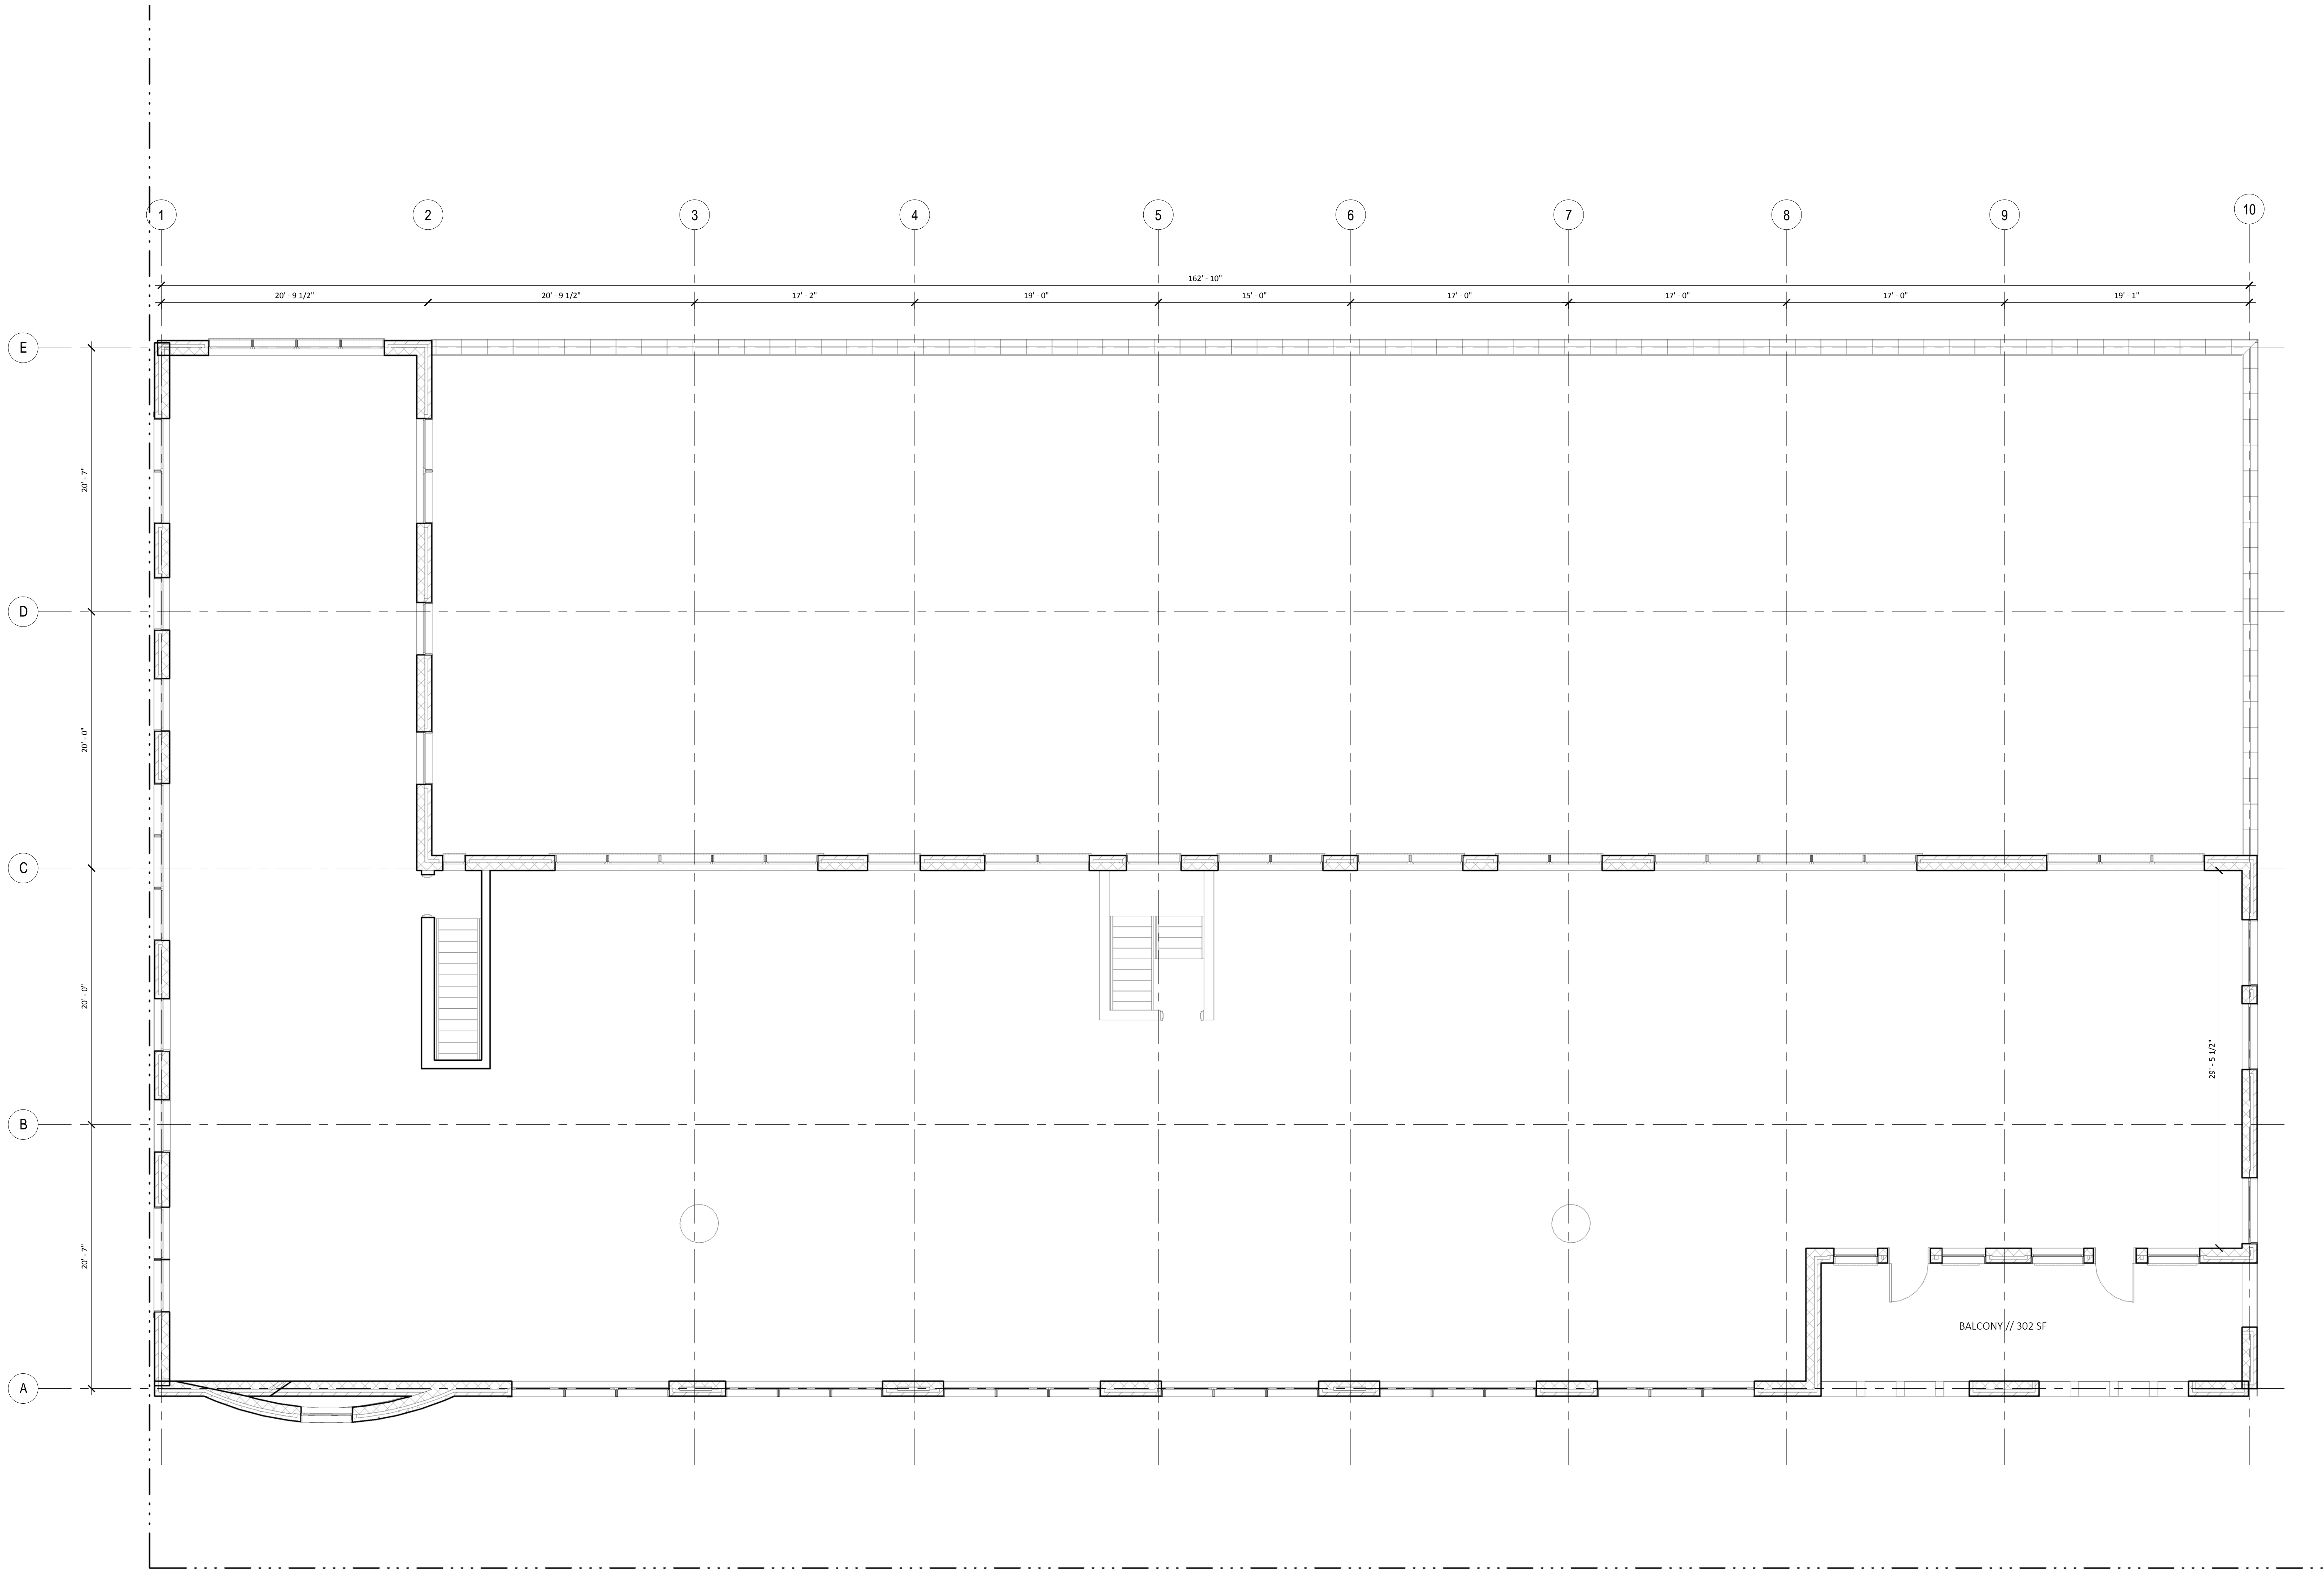 1 2 3 4 5 6 7 8 9 10
162' - 10"
20' - 9 1/2" 20' - 9 1/2" 17' - 2" 19' - 0" 15' - 0" 17' - 0" 17' - 0" 17' - 0" 19' - 1"
E
20' - 7"
D
20' - 0"
C
20' - 0"
29' - 5 1/2"
B
20' - 7"
BALCONY // 302 SF
A